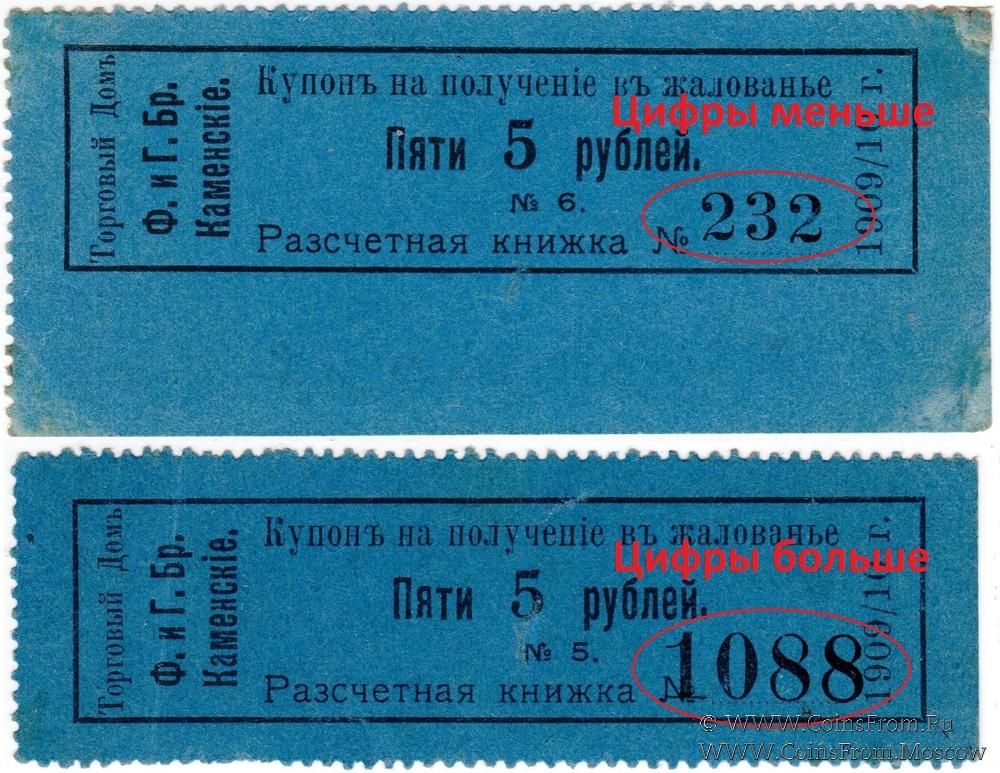 Торговый Домъ
Ф. и Г. Бр.
Каменскіе.
Купонъ на полученіе въ жалованье
Цифры меньше
Пяти 5 рублей.
№ 6.
Разсчетная книжка № 232
1909/10 г.
Торговый Домъ
Ф. и Г. Бр.
Каменскіе.
Купонъ на полученіе въ жалованье
Цифры больше
Пяти 5 рублей.
№ 5.
Разсчетная книжка № 1088
1909/10 г.
© WWW.CoinsFrom.Ru
WWW.CoinsFrom.Moscow